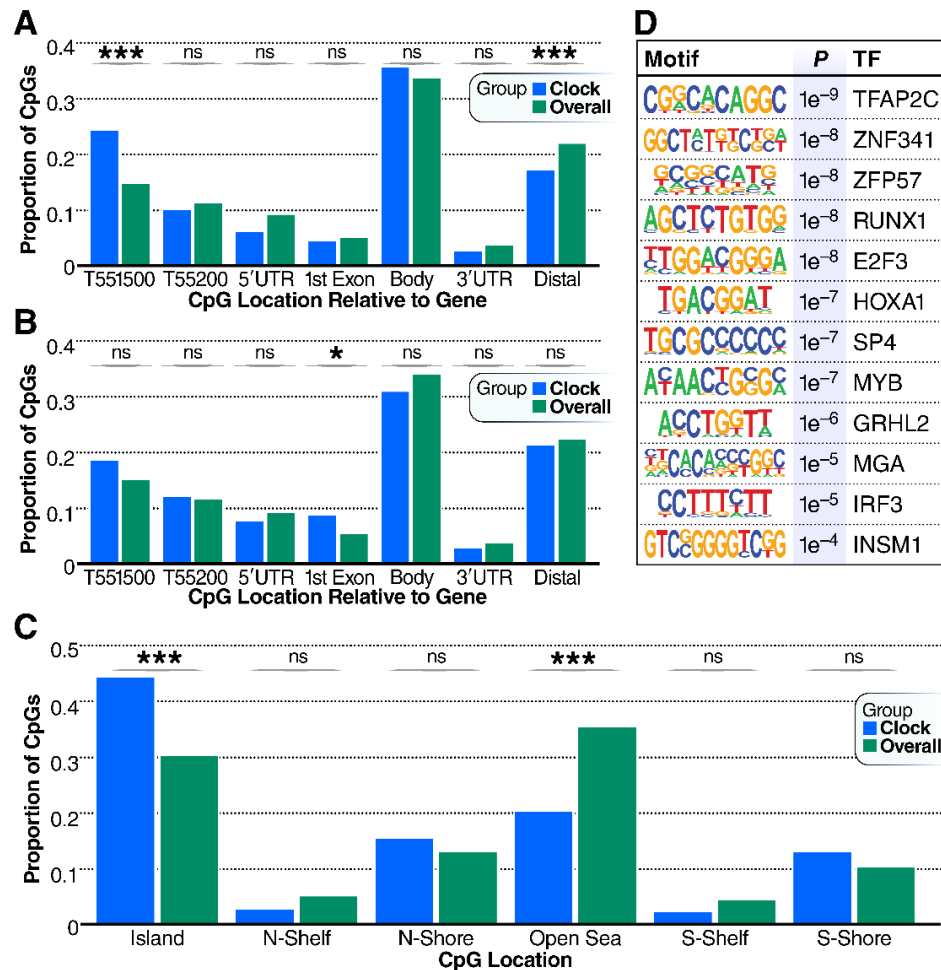 A
Proportion of CpGs
0.4
0.3
0.2
0.1
0
*** ns ns ns ns ns ***
Group Clock
Overall
T551500 T55200 5′UTR 1st Exon Body 3′UTR Distal
CpG Location Relative to Gene
B
Proportion of CpGs
0.4
0.3
0.2
0.1
0
ns ns ns * ns ns ns
Group Clock
Overall
T551500 T55200 5′UTR 1st Exon Body 3′UTR Distal
CpG Location Relative to Gene
C
Proportion of CpGs
0.5
0.4
0.3
0.2
0.1
0
*** ns ns *** ns ns
Group
Clock
Overall
Island N-Shelf N-Shore Open Sea S-Shelf S-Shore
CpG Location
D
Motif P TF
1e⁻⁹ TFAP2C
1e⁻⁸ ZNF341
1e⁻⁸ ZFP57
AGCTCTGTGG 1e⁻⁸ RUNX1
1e⁻⁸ E2F3
TGACGGAT 1e⁻⁷ HOXA1
TGCGCCCCCC 1e⁻⁷ SP4
1e⁻⁷ MYB
1e⁻⁶ GRHL2
1e⁻⁵ MGA
1e⁻⁵ IRF3
1e⁻⁴ INSM1